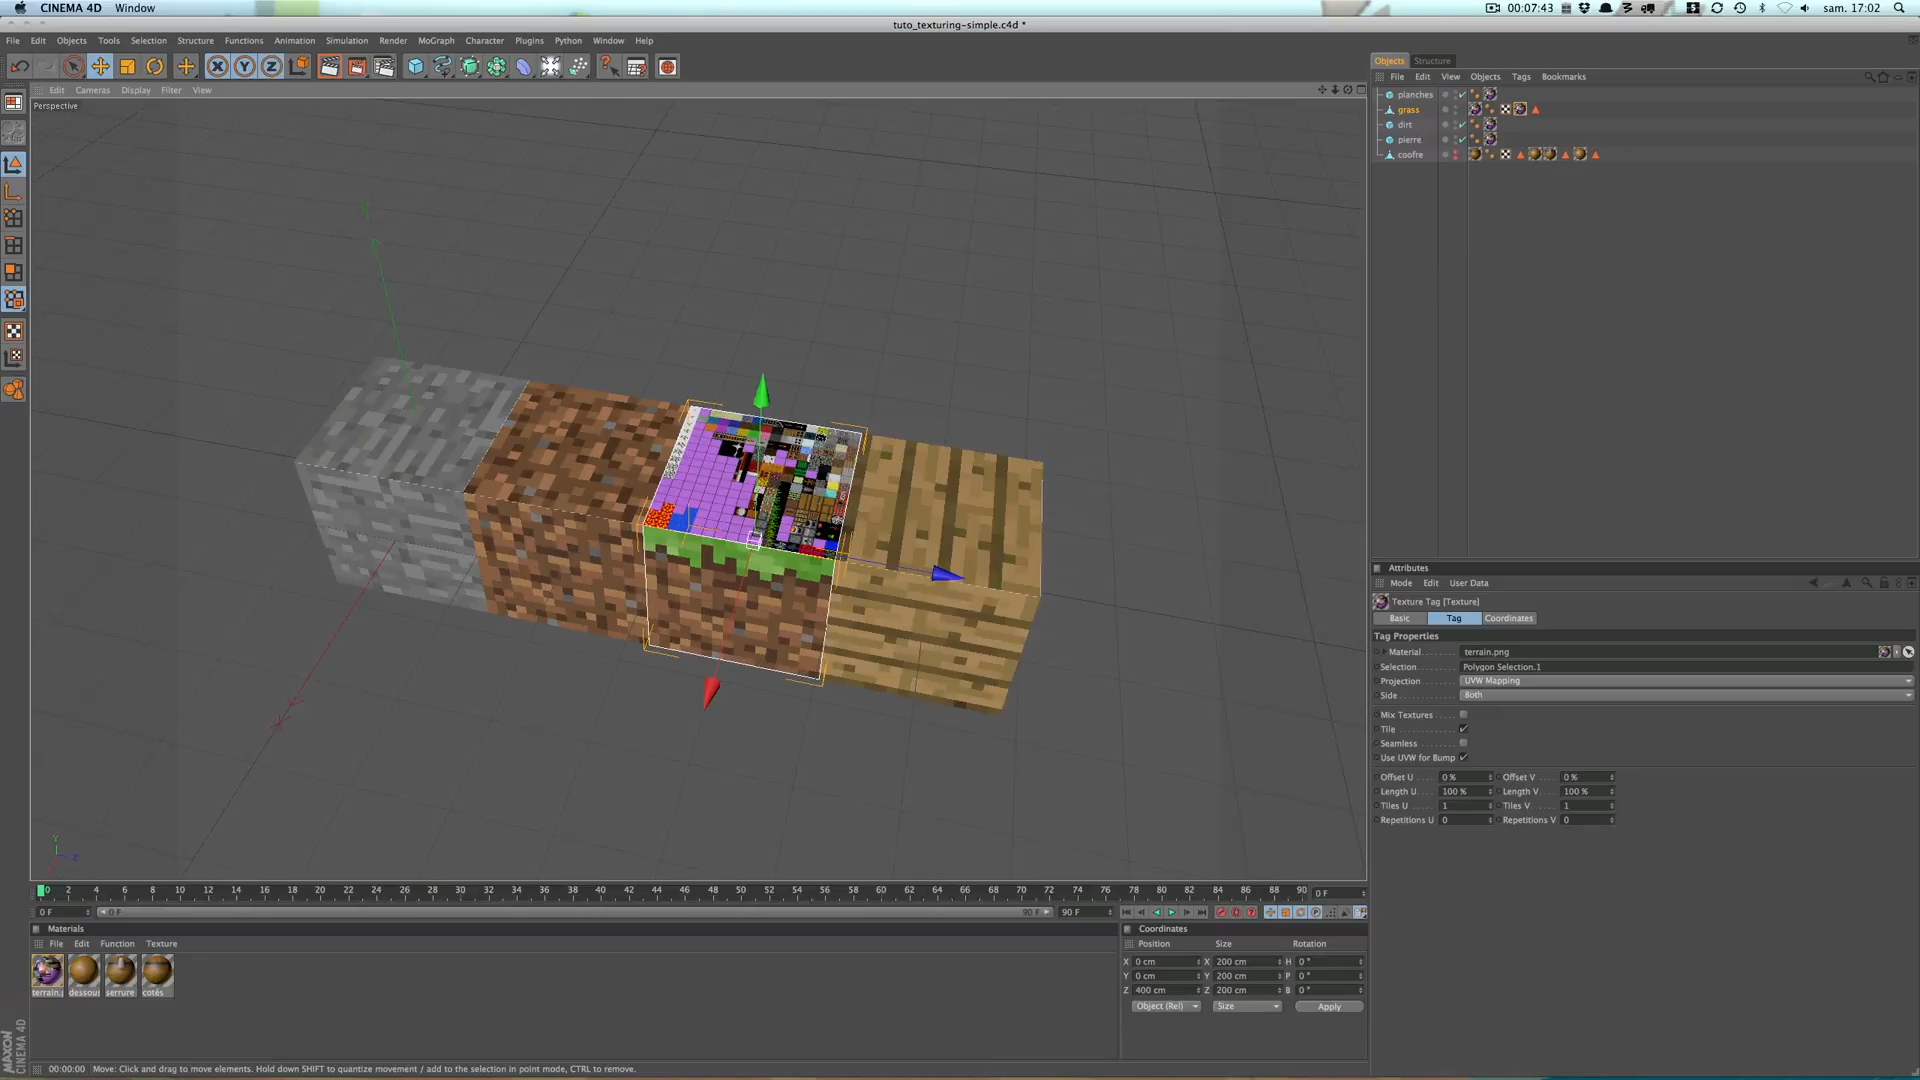 CINEMA 4D Window 00:07:43 sam. 17:02
tuto_texturing-simple.c4d *
File Edit Objects Tools Selection Structure Functions Animation Simulation Render MoGraph Character Plugins Python Window Help
Objects Structure
File Edit View Objects Tags Bookmarks
Edit Cameras Display Filter View
Perspective
planches
grass
dirt
pierre
coofre
Attributes
Mode Edit User Data
Texture Tag [Texture]
Basic Tag Coordinates
Tag Properties
Material terrain.png
Selection Polygon Selection.1
Projection UVW Mapping
Side Both
Mix Textures
Tile
Seamless
Use UVW for Bump
Offset U 0 % Offset V 0 %
Length U 100 % Length V 100 %
Tiles U 1 Tiles V 1
Repetitions U 0 Repetitions V 0
Y
Z
0 2 4 6 8 10 12 14 16 18 20 22 24 26 28 30 32 34 36 38 40 42 44 46 48 50 52 54 56 58 60 62 64 66 68 70 72 74 76 78 80 82 84 86 88 90 0 F
0 F 0 F 90 F 90 F
Materials
File Edit Function Texture
terrain. dessous serrure cotés
Coordinates
Position Size Rotation
X 0 cm X 200 cm H 0 °
Y 0 cm Y 200 cm P 0 °
Z 400 cm Z 200 cm B 0 °
Object (Rel) Size Apply
MAXON CINEMA 4D
00:00:00 Move: Click and drag to move elements. Hold down SHIFT to quantize movement / add to the selection in point mode, CTRL to remove.